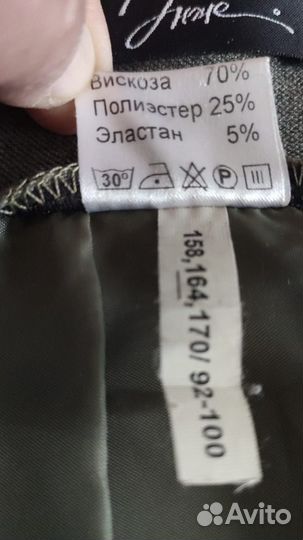 Вискоза 70%
Полиэстер 25%
Эластан 5%
30° P
158,164,170/ 92-100
Avito